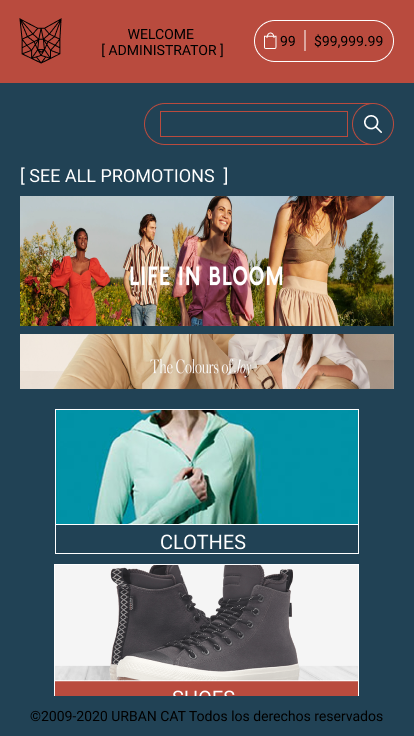 WELCOME
[ ADMINISTRATOR ]
99
$99,999.99
[ SEE ALL PROMOTIONS ]
LIFE IN BLOOM
The Colours of Joy
CLOTHES
SHOES
©2009-2020 URBAN CAT Todos los derechos reservados